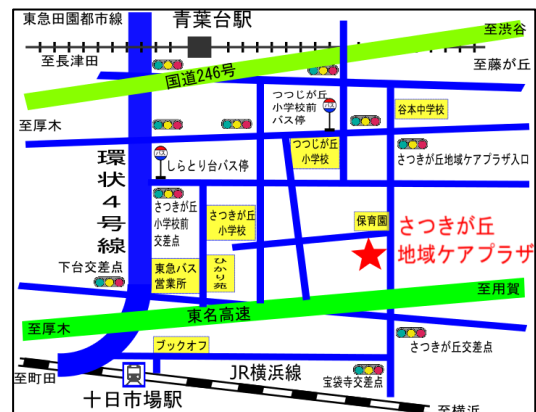 東急田園都市線
青葉台駅
至渋谷
至長津田
国道246号
至藤が丘
つつじが丘
小学校前
バス停
谷本中学校
至厚木
つつじが丘
小学校
さつきが丘地域ケアプラザ入口
環状4号線
しらとり台バス停
さつきが丘
小学校前
交差点
さつきが丘
小学校
保育園
さつきが丘
地域ケアプラザ
下台交差点
東急バス
営業所
ひかり苑
至用賀
東名高速
至厚木
ブックオフ
さつきが丘交差点
至町田
JR横浜線
宝袋寺交差点
十日市場駅
至横浜